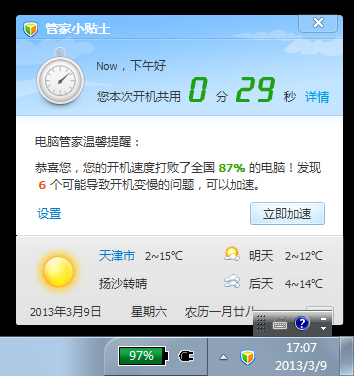 管家小贴士
Now，下午好
您本次开机共用 0 分 29 秒 详情
电脑管家温馨提醒：
恭喜您，您的开机速度打败了全国 87% 的电脑！发现
6 个可能导致开机变慢的问题，可以加速。
设置 立即加速
天津市 2~15℃ 明天 2~12℃
扬沙转晴 后天 4~14℃
2013年3月9日 星期六 农历一月廿八
97% 17:07
2013/3/9